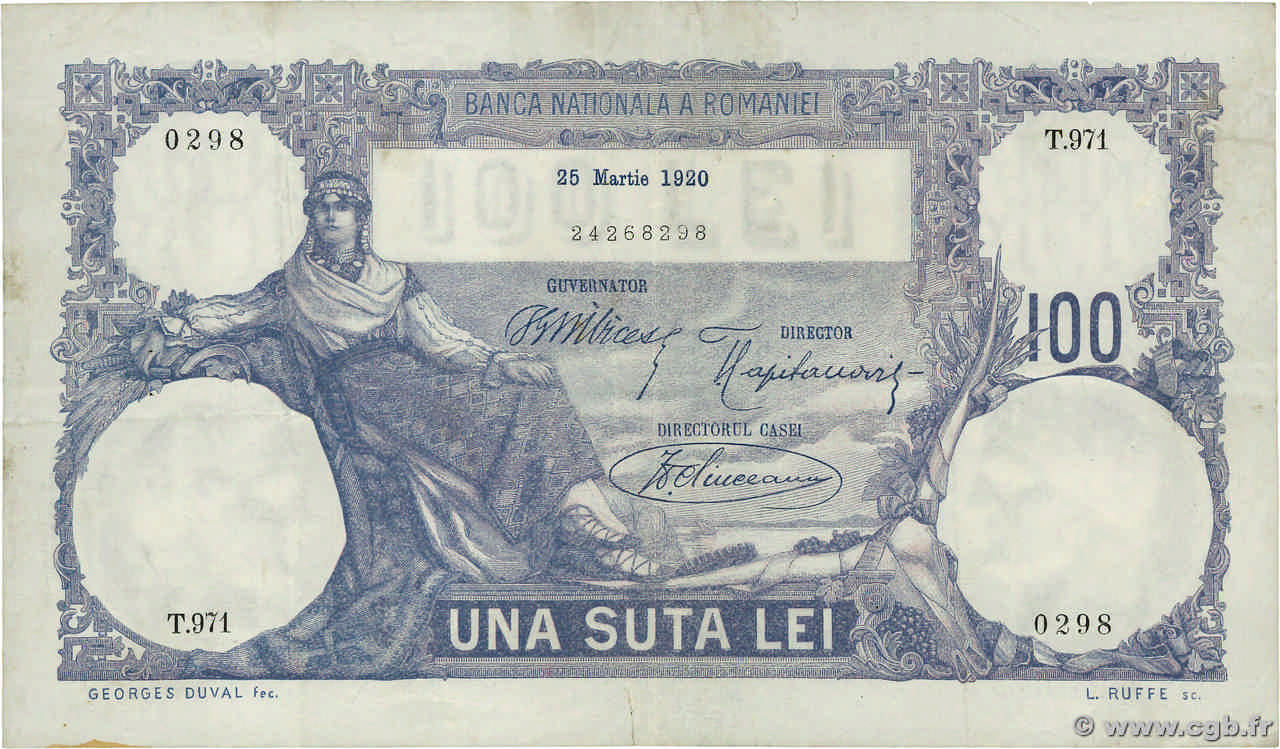 BANCA NATIONALA A ROMANIEI
0298
T.971
25 Martie 1920
24268298
GUVERNATOR
100
DIRECTOR
DIRECTORUL CASEI
T.971
0298
UNA SUTA LEI
GEORGES DUVAL fec.
L. RUFFE sc.
© www.cgb.fr